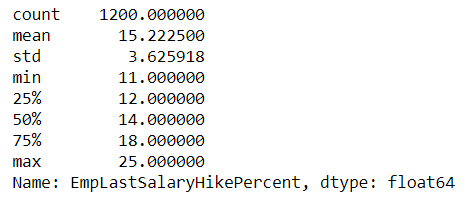 count    1200.000000
mean       15.222500
std         3.625918
min        11.000000
25%        12.000000
50%        14.000000
75%        18.000000
max        25.000000
Name: EmpLastSalaryHikePercent, dtype: float64